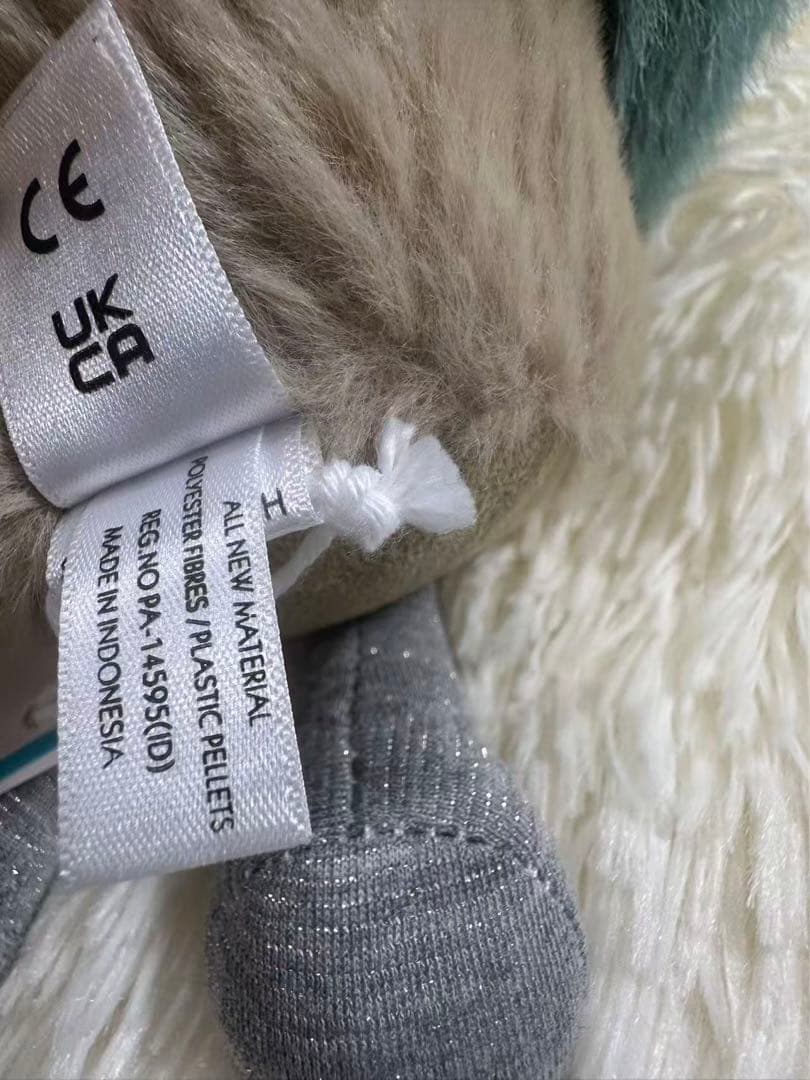 CE
UK
CA
ALL NEW MATERIAL
POLYESTER FIBRES / PLASTIC PELLETS
REG.NO PA-14595(ID)
MADE IN INDONESIA